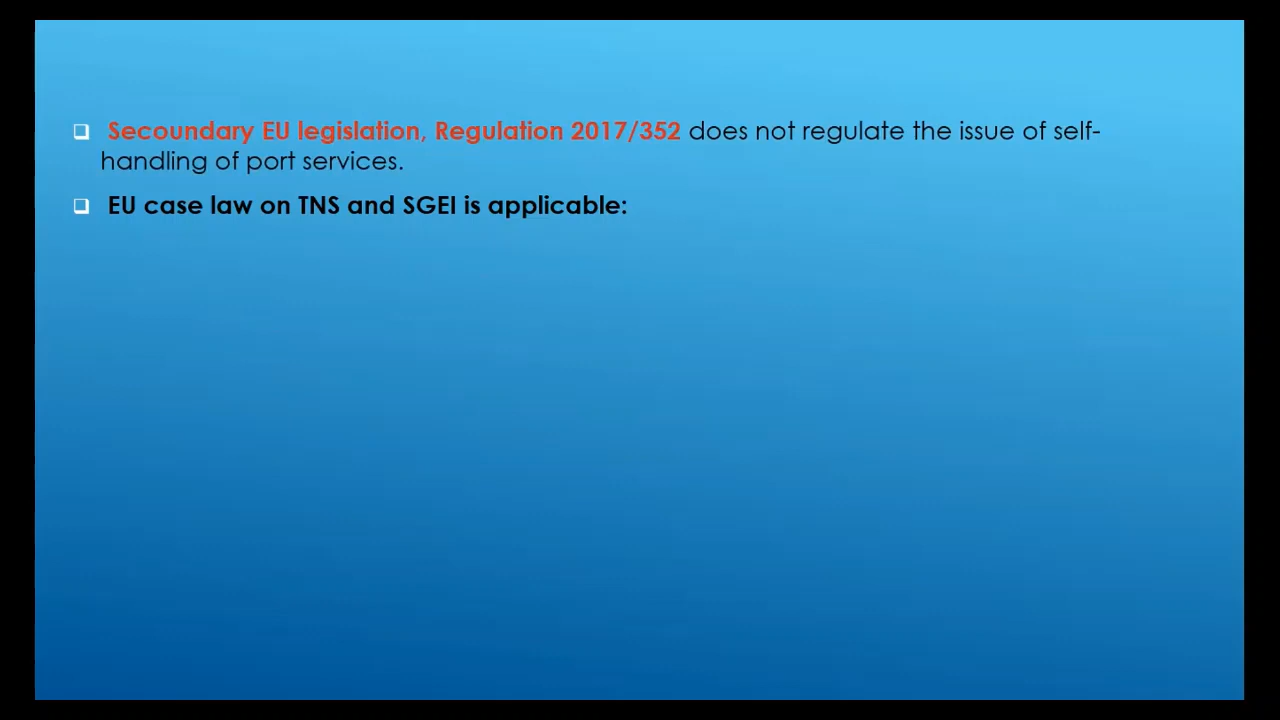 Secoundary EU legislation, Regulation 2017/352 does not regulate the issue of self-
handling of port services.
EU case law on TNS and SGEI is applicable: